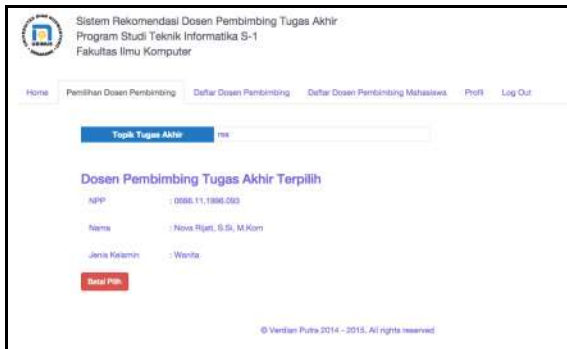 Sistem Rekomendasi Dosen Pembimbing Tugas Akhir
Program Studi Teknik Informatika S-1
Fakultas Ilmu Komputer
Home Pemilihan Dosen Pembimbing Daftar Dosen Pembimbing Daftar Dosen Pembimbing Mahasiswa Profil Log Out
Topik Tugas Akhir rsa
Dosen Pembimbing Tugas Akhir Terpilih
NPP : 0686.11.1996.093
Nama : Nova Rijati, S.Si, M.Kom
Jenis Kelamin : Wanita
Batal Pilih
© Verdian Putra 2014 - 2015, All rights reserved